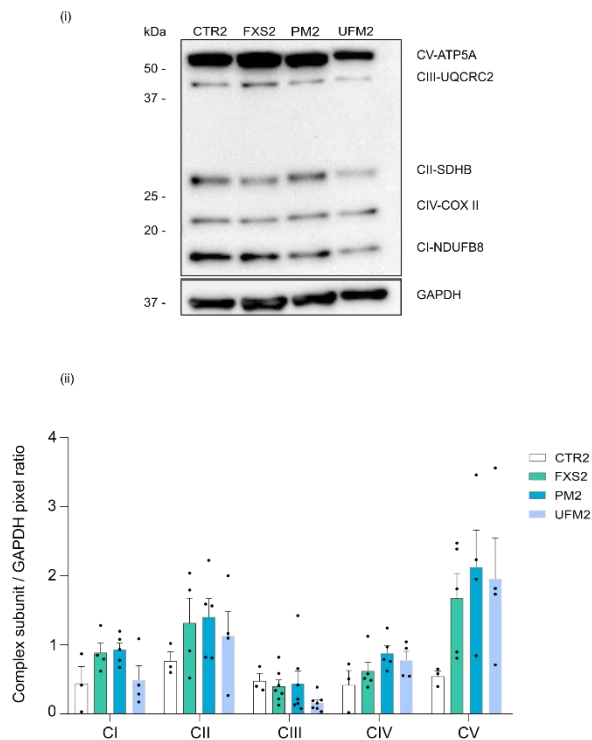 (i)
kDa CTR2 FXS2 PM2 UFM2
CV-ATP5A
50 -
CIII-UQCRC2
37 -
CII-SDHB
25 -
CIV-COX II
20 -
CI-NDUFB8
37 - GAPDH
(ii)
Complex subunit / GAPDH pixel ratio
4
3
2
1
0
CI CII CIII CIV CV
CTR2
FXS2
PM2
UFM2